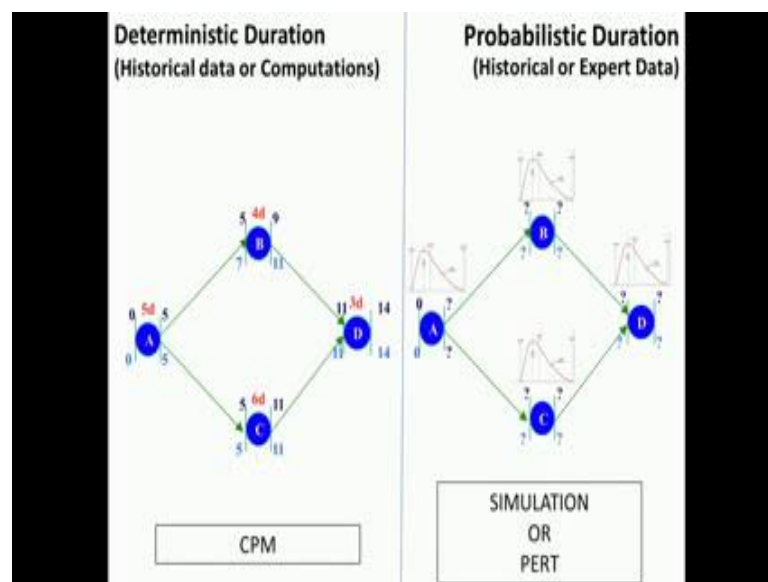 Deterministic Duration
(Historical data or Computations)
5 4d 9
B
7 11
0 5d 5
A
0 5
11 3d 14
D
11 14
5 6d 11
C
5 11
CPM
Probabilistic Duration
(Historical or Expert Data)
? ?
B
? ?
0 ?
A
0 ?
? ?
D
? ?
? ?
C
? ?
SIMULATION
OR
PERT